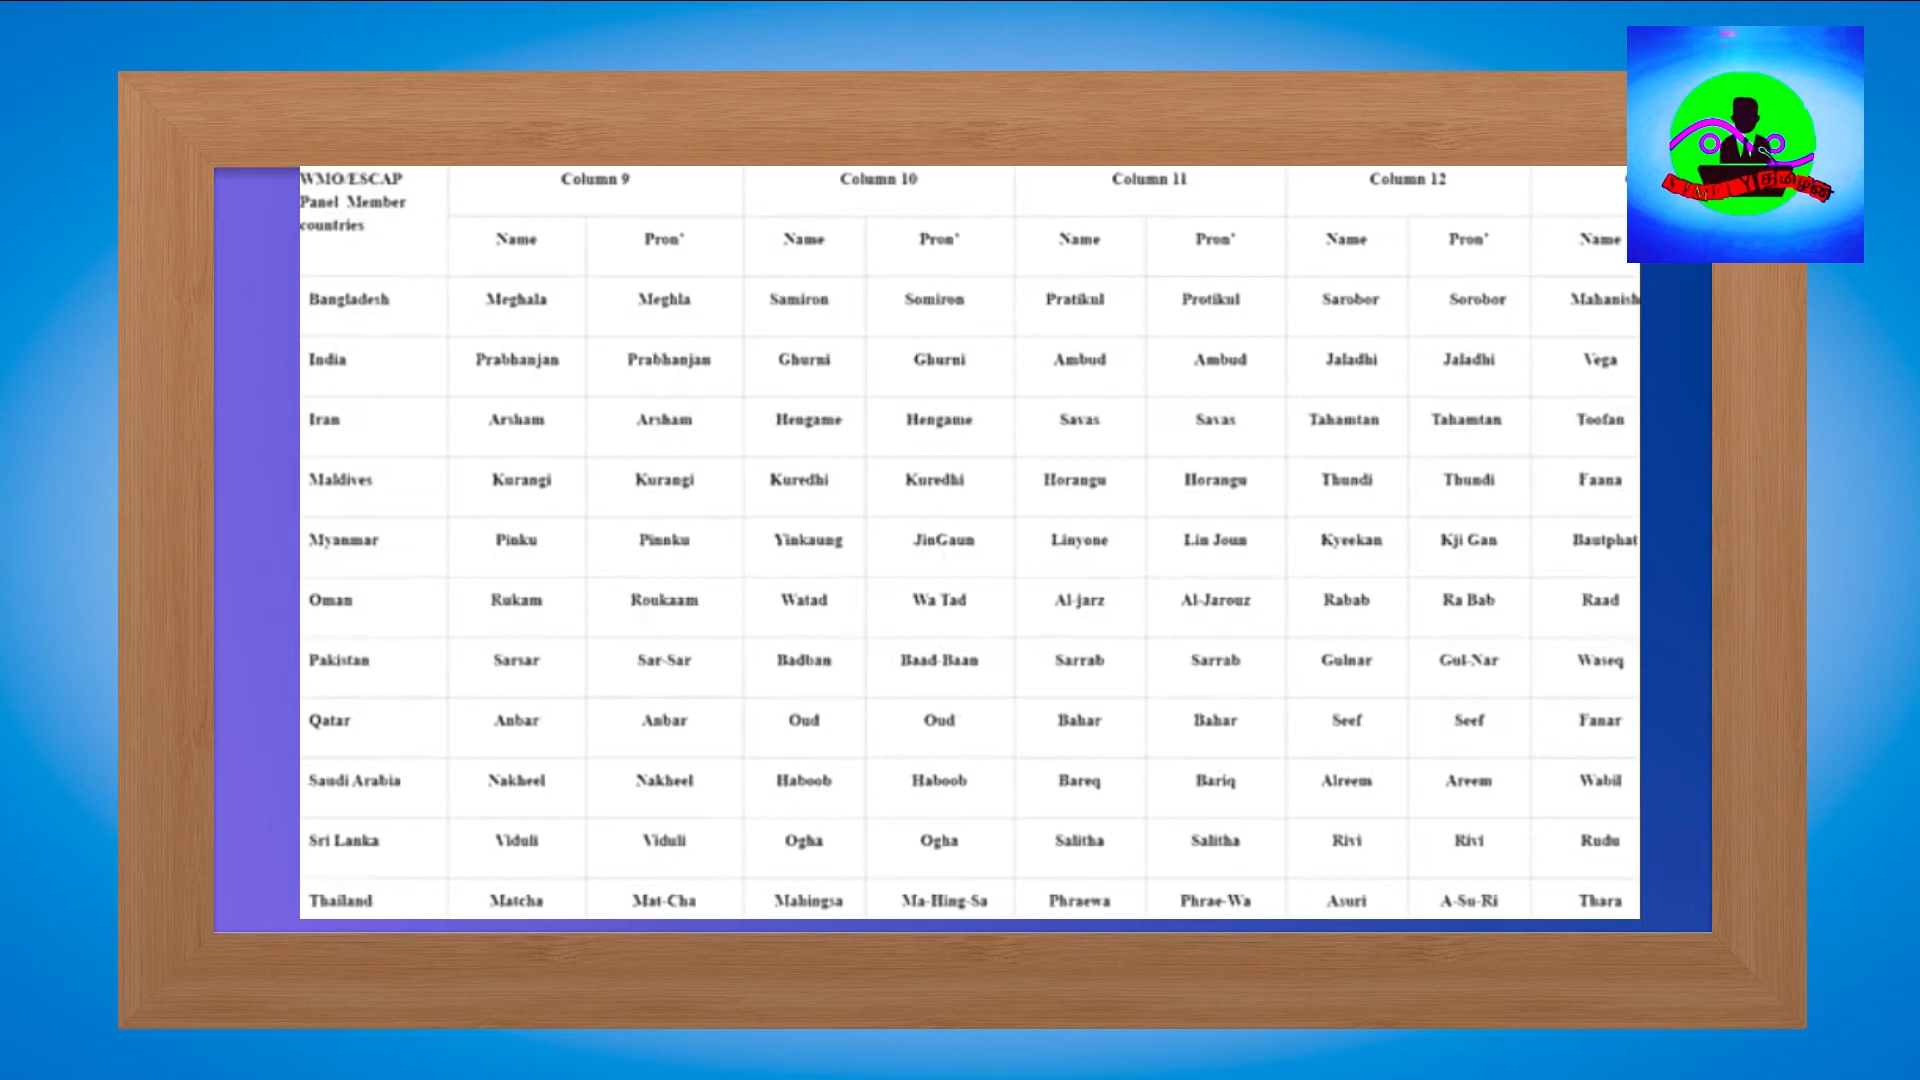 WMO/ESCAP Column 9 Column 10 Column 11 Column 12
Panel Member
countries
Name Pron' Name Pron' Name Pron' Name Pron' Name
Bangladesh Meghala Meghla Samiron Somiron Pratikul Protikul Sarobor Sorobor Mahanish
India Prabhanjan Prabhanjan Ghurni Ghurni Ambud Ambud Jaladhi Jaladhi Vega
Iran Arsham Arsham Hengame Hengame Savas Savas Tahamtan Tahamtan Toofan
Maldives Kurangi Kurangi Kuredhi Kuredhi Horangu Horangu Thundi Thundi Faana
Myanmar Pinku Pinnku Yinkaung JinGaun Linyone Lin Joun Kyeekan Kji Gan Bautphat
Oman Rukam Roukaam Watad Wa Tad Al-jarz Al-Jarouz Rabab Ra Bab Raad
Pakistan Sarsar Sar-Sar Badban Baad-Baan Sarrab Sarrab Gulnar Gul-Nar Waseq
Qatar Anbar Anbar Oud Oud Bahar Bahar Seef Seef Fanar
Saudi Arabia Nakheel Nakheel Haboob Haboob Bareq Bariq Alreem Areem Wabil
Sri Lanka Viduli Viduli Ogha Ogha Salitha Salitha Rivi Rivi Rudu
Thailand Matcha Mat-Cha Mahingsa Ma-Hing-Sa Phraewa Phrae-Wa Asuri A-Su-Ri Thara